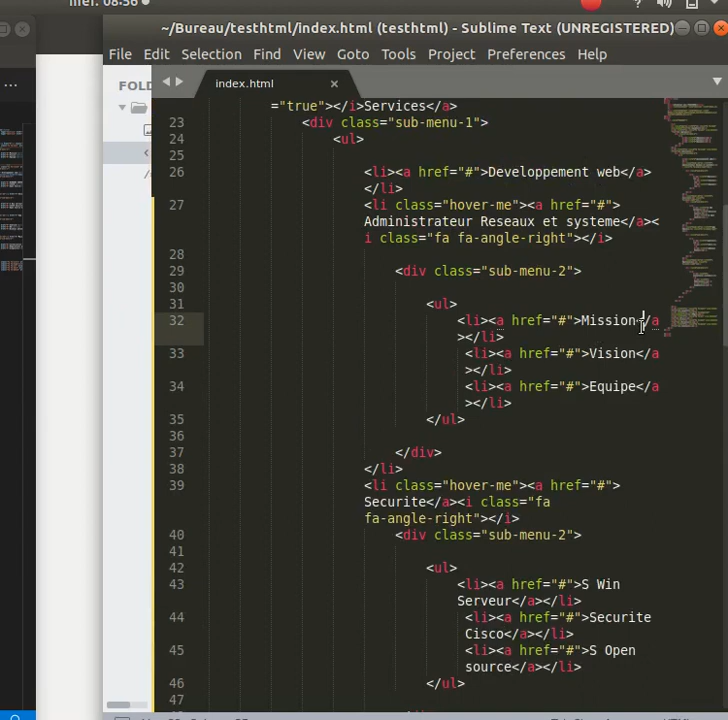 08:36
~/Bureau/testhtml/index.html (testhtml) - Sublime Text (UNREGISTERED)
File Edit Selection Find View Goto Tools Project Preferences Help
FOLD
index.html
="true"></i>Services</a>
23 <div class="sub-menu-1">
24 <ul>
25
26 <li><a href="#">Developpement web</a>
</li>
27 <li class="hover-me"><a href="#">
Administrateur Reseaux et systeme</a><
i class="fa fa-angle-right"></i>
28
29 <div class="sub-menu-2">
30
31 <ul>
32 <li><a href="#">Mission</a
></li>
33 <li><a href="#">Vision</a
></li>
34 <li><a href="#">Equipe</a
></li>
35 </ul>
36
37 </div>
38 </li>
39 <li class="hover-me"><a href="#">
Securite</a><i class="fa
fa-angle-right"></i>
40 <div class="sub-menu-2">
41
42 <ul>
43 <li><a href="#">S Win
Serveur</a></li>
44 <li><a href="#">Securite
Cisco</a></li>
45 <li><a href="#">S Open
source</a></li>
46 </ul>
47